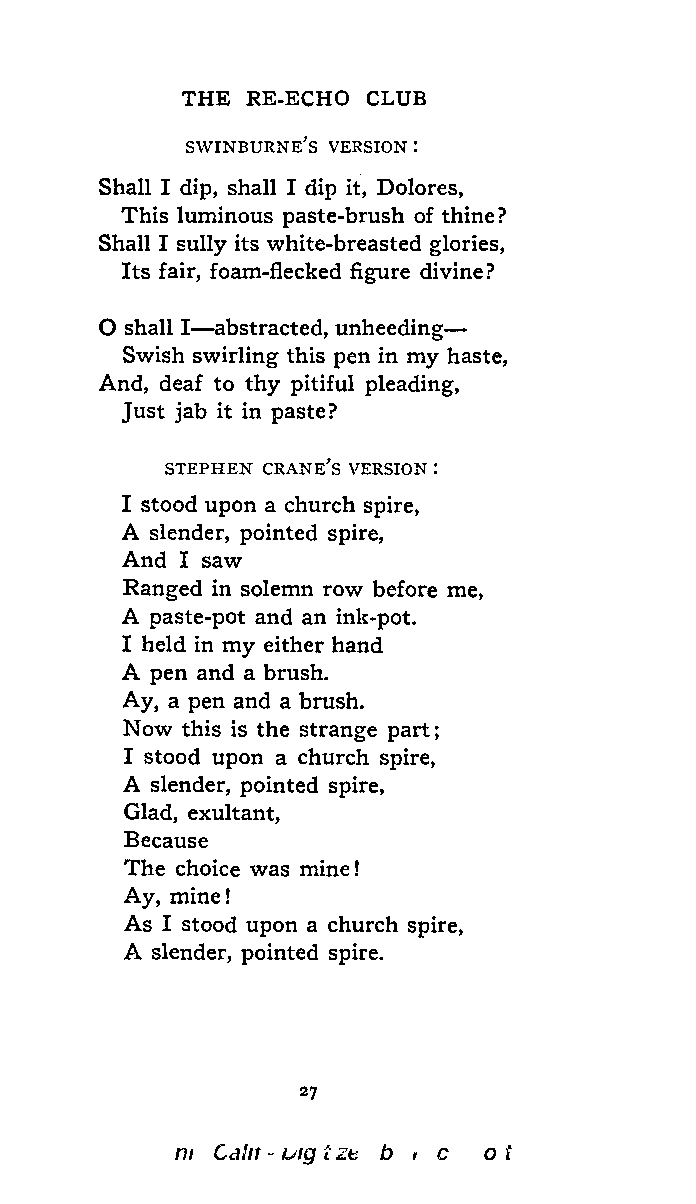 THE RE-ECHO CLUB
SWINBURNE'S VERSION:
Shall I dip, shall I dip it, Dolores,
This luminous paste-brush of thine?
Shall I sully its white-breasted glories,
Its fair, foam-flecked figure divine?
O shall I—abstracted, unheeding—
Swish swirling this pen in my haste,
And, deaf to thy pitiful pleading,
Just jab it in paste?
STEPHEN CRANE'S VERSION:
I stood upon a church spire,
A slender, pointed spire,
And I saw
Ranged in solemn row before me,
A paste-pot and an ink-pot.
I held in my either hand
A pen and a brush.
Ay, a pen and a brush.
Now this is the strange part;
I stood upon a church spire,
A slender, pointed spire,
Glad, exultant,
Because
The choice was mine!
Ay, mine!
As I stood upon a church spire,
A slender, pointed spire.
27